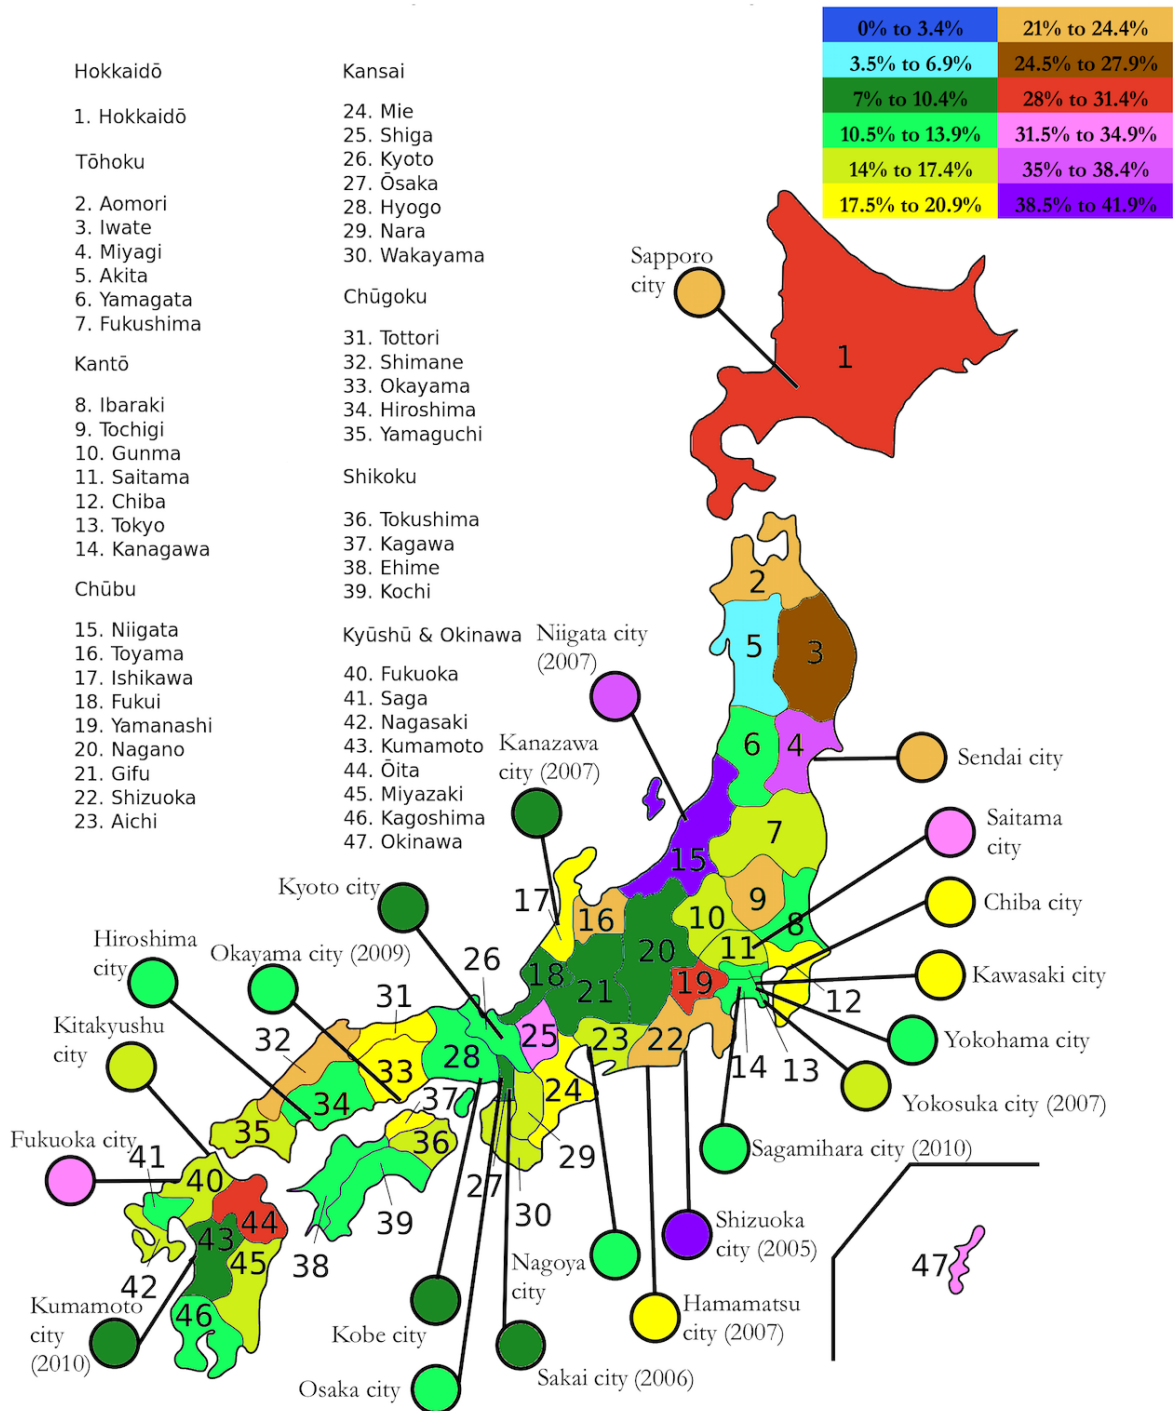 0% to 3.4%
21% to 24.4%
3.5% to 6.9%
24.5% to 27.9%
7% to 10.4%
28% to 31.4%
10.5% to 13.9%
31.5% to 34.9%
14% to 17.4%
35% to 38.4%
17.5% to 20.9%
38.5% to 41.9%
Hokkaidō
1. Hokkaidō
Tōhoku
2. Aomori
3. Iwate
4. Miyagi
5. Akita
6. Yamagata
7. Fukushima
Kantō
8. Ibaraki
9. Tochigi
10. Gunma
11. Saitama
12. Chiba
13. Tokyo
14. Kanagawa
Chūbu
15. Niigata
16. Toyama
17. Ishikawa
18. Fukui
19. Yamanashi
20. Nagano
21. Gifu
22. Shizuoka
23. Aichi
Kansai
24. Mie
25. Shiga
26. Kyoto
27. Ōsaka
28. Hyogo
29. Nara
30. Wakayama
Chūgoku
31. Tottori
32. Shimane
33. Okayama
34. Hiroshima
35. Yamaguchi
Shikoku
36. Tokushima
37. Kagawa
38. Ehime
39. Kochi
Kyūshū & Okinawa
40. Fukuoka
41. Saga
42. Nagasaki
43. Kumamoto
44. Ōita
45. Miyazaki
46. Kagoshima
47. Okinawa
Sapporo
city
1
2
5
3
Niigata city
(2007)
6
4
Kanazawa
city (2007)
Sendai city
7
Saitama
city
15
Kyoto city
17
16
10
9
8
Chiba city
Hiroshima
city
Okayama city (2009)
26
18
20
11
Kawasaki city
31
21
19
12
Kitakyushu
city
32
25
23
22
Yokohama city
28
33
14
13
34
37
24
Yokosuka city (2007)
35
36
29
Sagamihara city (2010)
Fukuoka city
41
40
27
30
39
44
43
38
Shizuoka
city (2005)
45
42
Nagoya
city
47
Kumamoto
city
(2010)
46
Kobe city
Hamamatsu
city (2007)
Osaka city
Sakai city (2006)